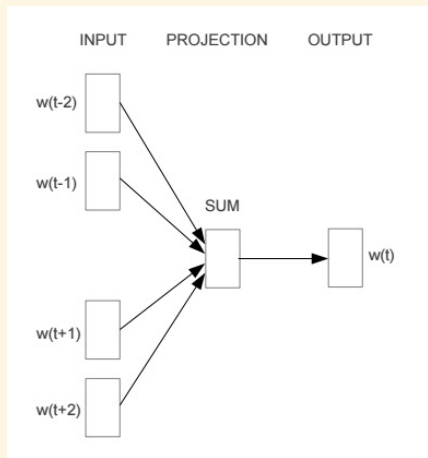 INPUT PROJECTION OUTPUT
w(t-2)
w(t-1)
SUM
w(t)
w(t+1)
w(t+2)